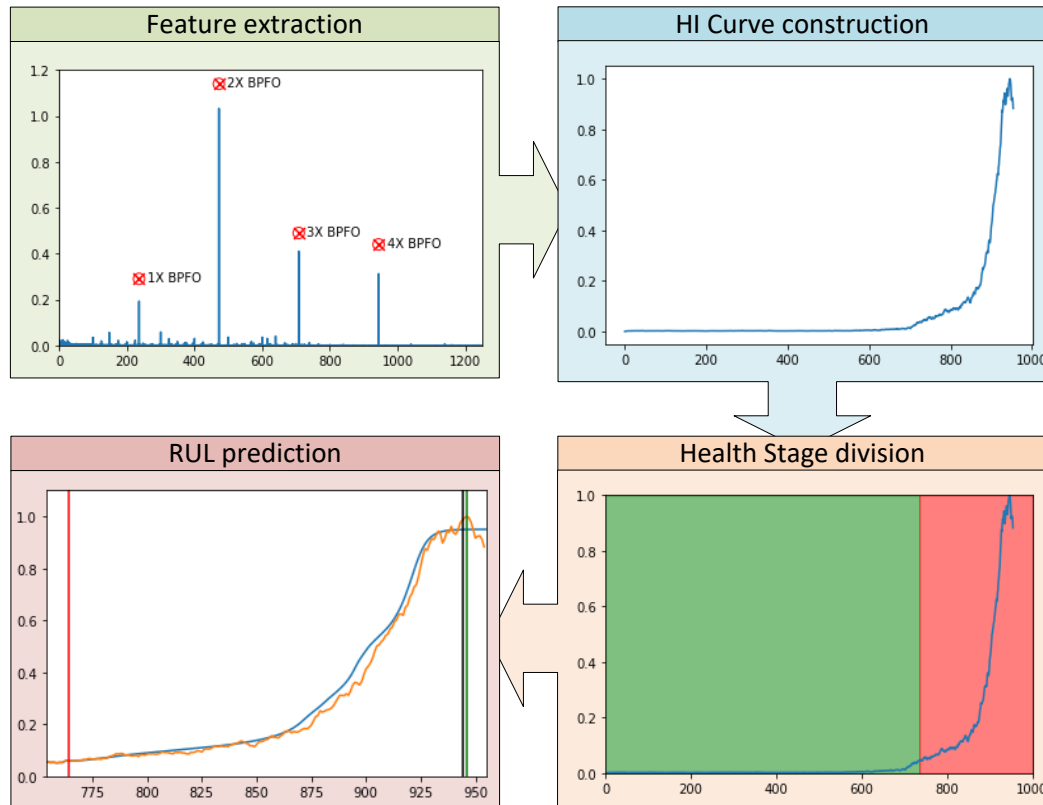 Feature extraction
1.2
1.0
0.8
0.6
0.4
0.2
0.0
2X BPFO
3X BPFO
4X BPFO
1X BPFO
0 200 400 600 800 1000 1200
HI Curve construction
1.0
0.8
0.6
0.4
0.2
0.0
0 200 400 600 800 1000
RUL prediction
1.0
0.8
0.6
0.4
0.2
0.0
775 800 825 850 875 900 925 950
Health Stage division
1.0
0.8
0.6
0.4
0.2
0.0
0 200 400 600 800 1000